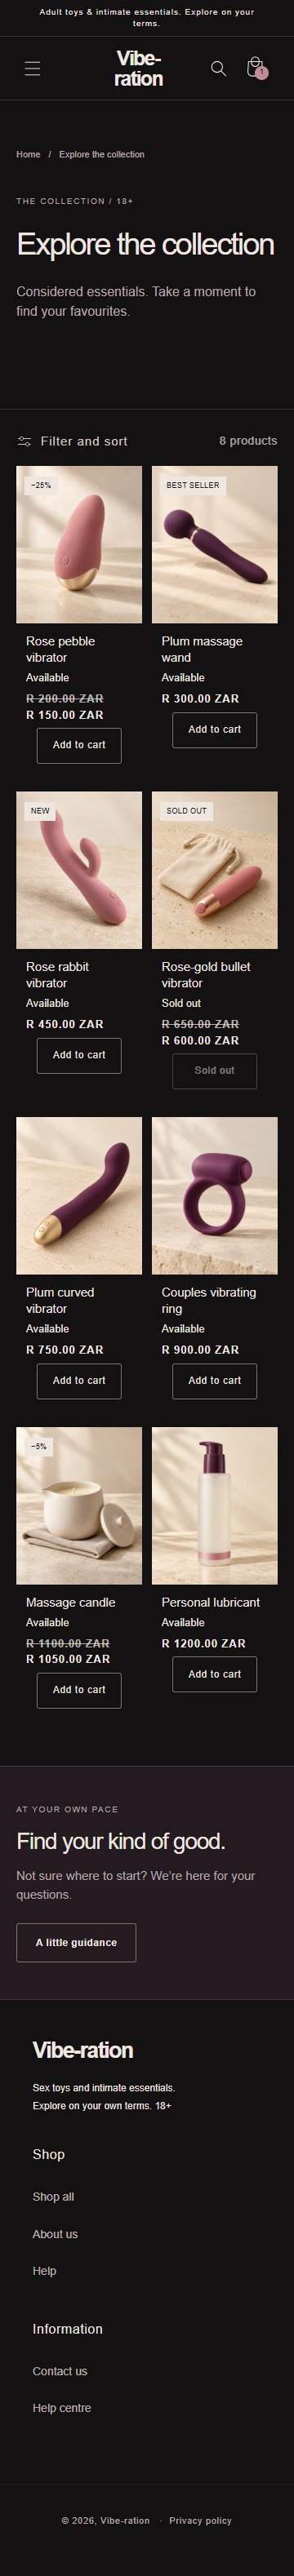 Adult toys & intimate essentials. Explore on your
terms.
Vibe-
ration
1
Home / Explore the collection
THE COLLECTION / 18+
Explore the collection
Considered essentials. Take a moment to
find your favourites.
Filter and sort
8 products
−25%
BEST SELLER
Rose pebble
vibrator
Available
R 200.00 ZAR
R 150.00 ZAR
Add to cart
Plum massage
wand
Available
R 300.00 ZAR
Add to cart
NEW
SOLD OUT
Rose rabbit
vibrator
Available
R 450.00 ZAR
Add to cart
Rose-gold bullet
vibrator
Sold out
R 650.00 ZAR
R 600.00 ZAR
Sold out
Plum curved
vibrator
Available
R 750.00 ZAR
Add to cart
Couples vibrating
ring
Available
R 900.00 ZAR
Add to cart
−5%
Massage candle
Available
R 1100.00 ZAR
R 1050.00 ZAR
Add to cart
Personal lubricant
Available
R 1200.00 ZAR
Add to cart
AT YOUR OWN PACE
Find your kind of good.
Not sure where to start? We’re here for your
questions.
A little guidance
Vibe-ration
Sex toys and intimate essentials.
Explore on your own terms. 18+
Shop
Shop all
About us
Help
Information
Contact us
Help centre
© 2026, Vibe-ration · Privacy policy